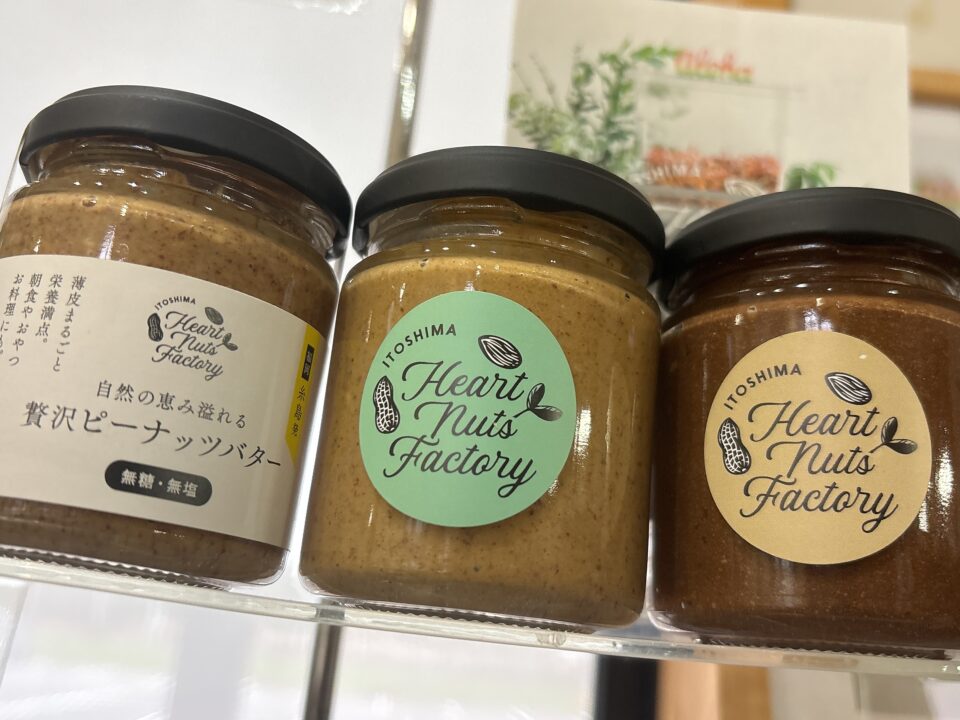 薄皮まるごと
栄養満点。
朝食やおやつ
お料理にも。
ITOSHIMA
Heart
Nuts
Factory
自然の恵み溢れる
贅沢ピーナッツバター
無糖・無塩
糸島発
ITOSHIMA
Heart
Nuts
Factory
ITOSHIMA
Heart
Nuts
Factory